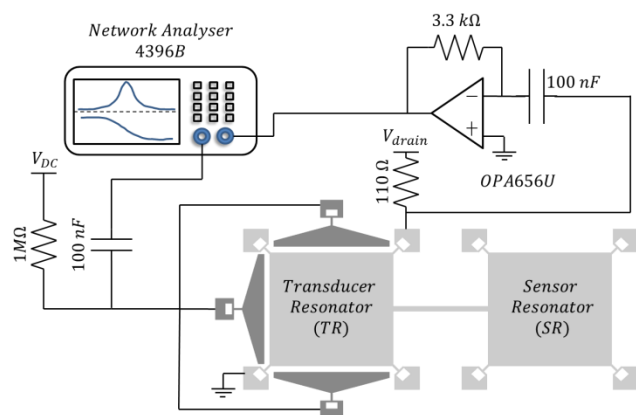 Network Analyser
4396B
3.3 kΩ
100 nF
−
+
V_drain
OPA656U
110 Ω
V_DC
1MΩ
100 nF
Transducer
Resonator
(TR)
Sensor
Resonator
(SR)